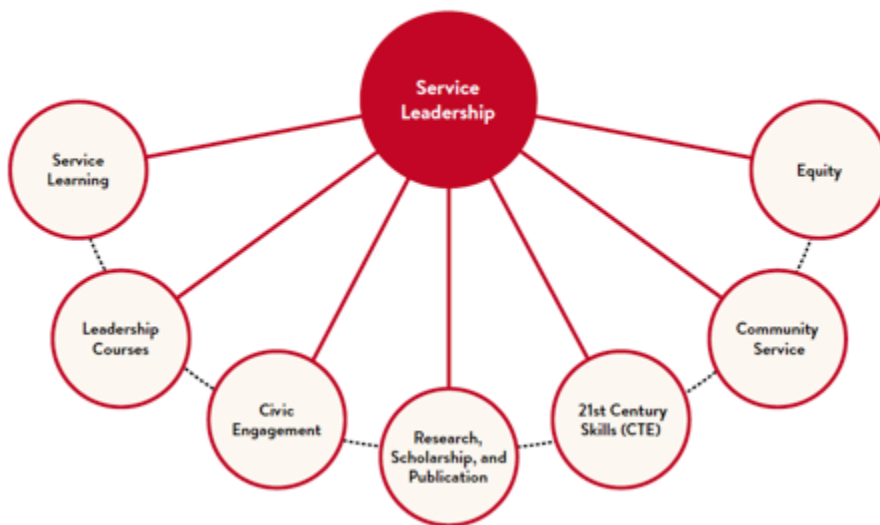 Service
Leadership
Service
Learning
Equity
Leadership
Courses
Community
Service
Civic
Engagement
21st Century
Skills (CTE)
Research,
Scholarship, and
Publication